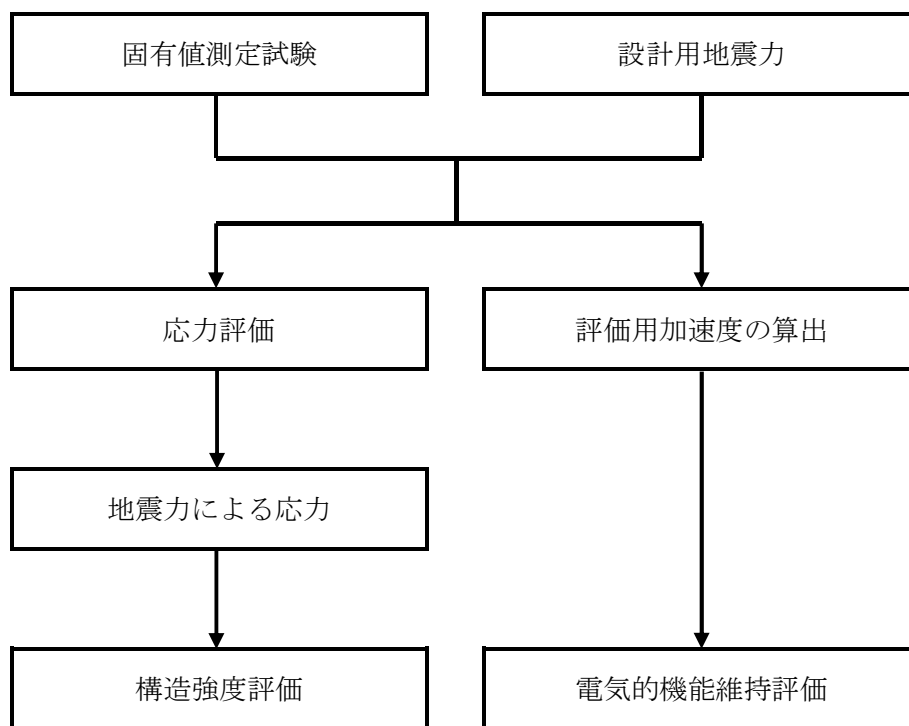 固有値測定試験
設計用地震力
応力評価
評価用加速度の算出
地震力による応力
構造強度評価
電気的機能維持評価